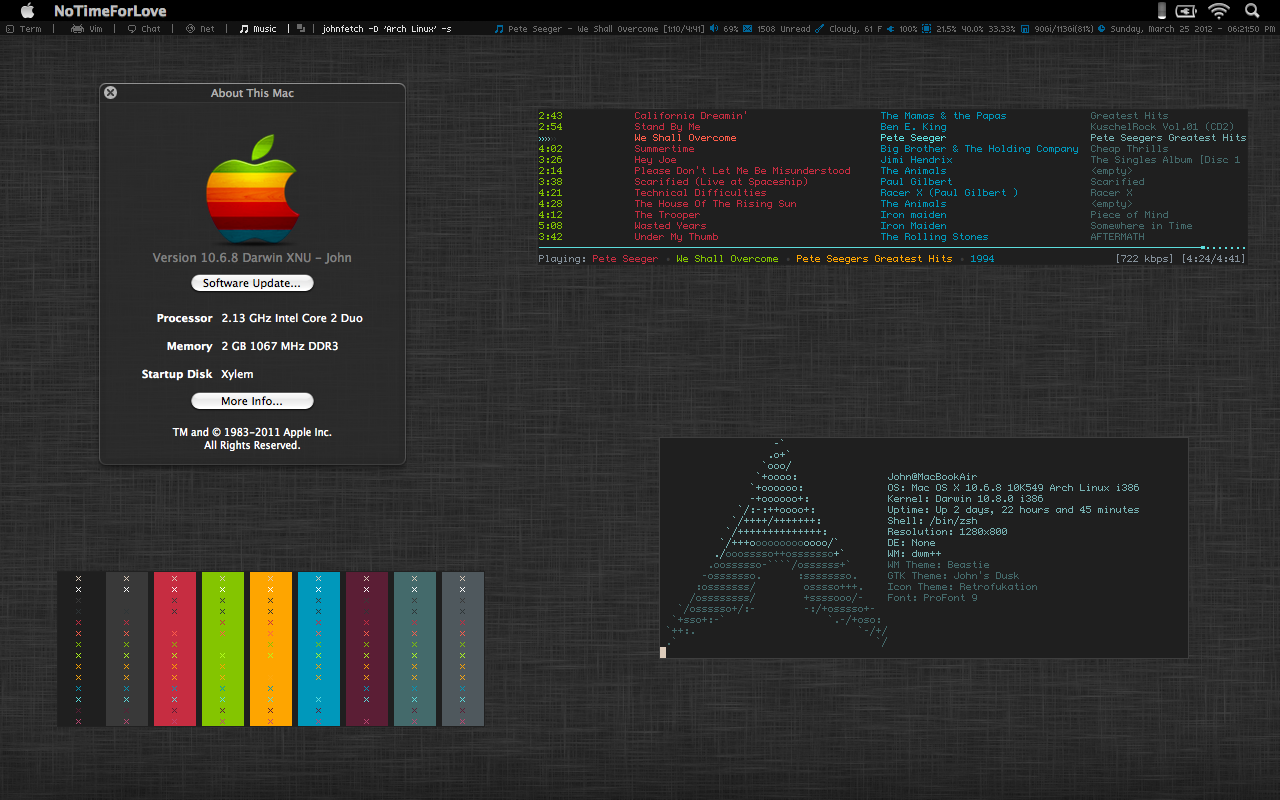 NoTimeForLove
Term | Vim | Chat | Net | Music | johnfetch -D 'Arch Linux' -s
Pete Seeger - We Shall Overcome [1:10/4:41] 69% 1508 Unread Cloudy, 61 F 100% 21.5% 40.0% 33.33% 906i/1136i(81%) Sunday, March 25 2012 - 06:21:50 PM
About This Mac
Version 10.6.8 Darwin XNU - John
Software Update...
Processor 2.13 GHz Intel Core 2 Duo
Memory 2 GB 1067 MHz DDR3
Startup Disk Xylem
More Info...
TM and © 1983-2011 Apple Inc.
All Rights Reserved.
2:43 California Dreamin' The Mamas & the Papas Greatest Hits
2:54 Stand By Me Ben E. King KuschelRock Vol.01 (CD2)
»» We Shall Overcome Pete Seeger Pete Seegers Greatest Hits
4:02 Summertime Big Brother & The Holding Company Cheap Thrills
3:26 Hey Joe Jimi Hendrix The Singles Album [Disc 1
2:14 Please Don't Let Me Be Misunderstood The Animals <empty>
3:38 Scarified (Live at Spaceship) Paul Gilbert Scarified
4:21 Technical Difficulties Racer X (Paul Gilbert ) Racer X
4:28 The House Of The Rising Sun The Animals <empty>
4:12 The Trooper Iron maiden Piece of Mind
5:08 Wasted Years Iron Maiden Somewhere in Time
3:42 Under My Thumb The Rolling Stones AFTERMATH
Playing: Pete Seeger · We Shall Overcome · Pete Seegers Greatest Hits · 1994 [722 kbps] [4:24/4:41]
John@MacBookAir
OS: Mac OS X 10.6.8 10K549 Arch Linux i386
Kernel: Darwin 10.8.0 i386
Uptime: Up 2 days, 22 hours and 45 minutes
Shell: /bin/zsh
Resolution: 1280x800
DE: None
WM: dwm++
WM Theme: Beastie
GTK Theme: John's Dusk
Icon Theme: Retrofukation
Font: ProFont 9